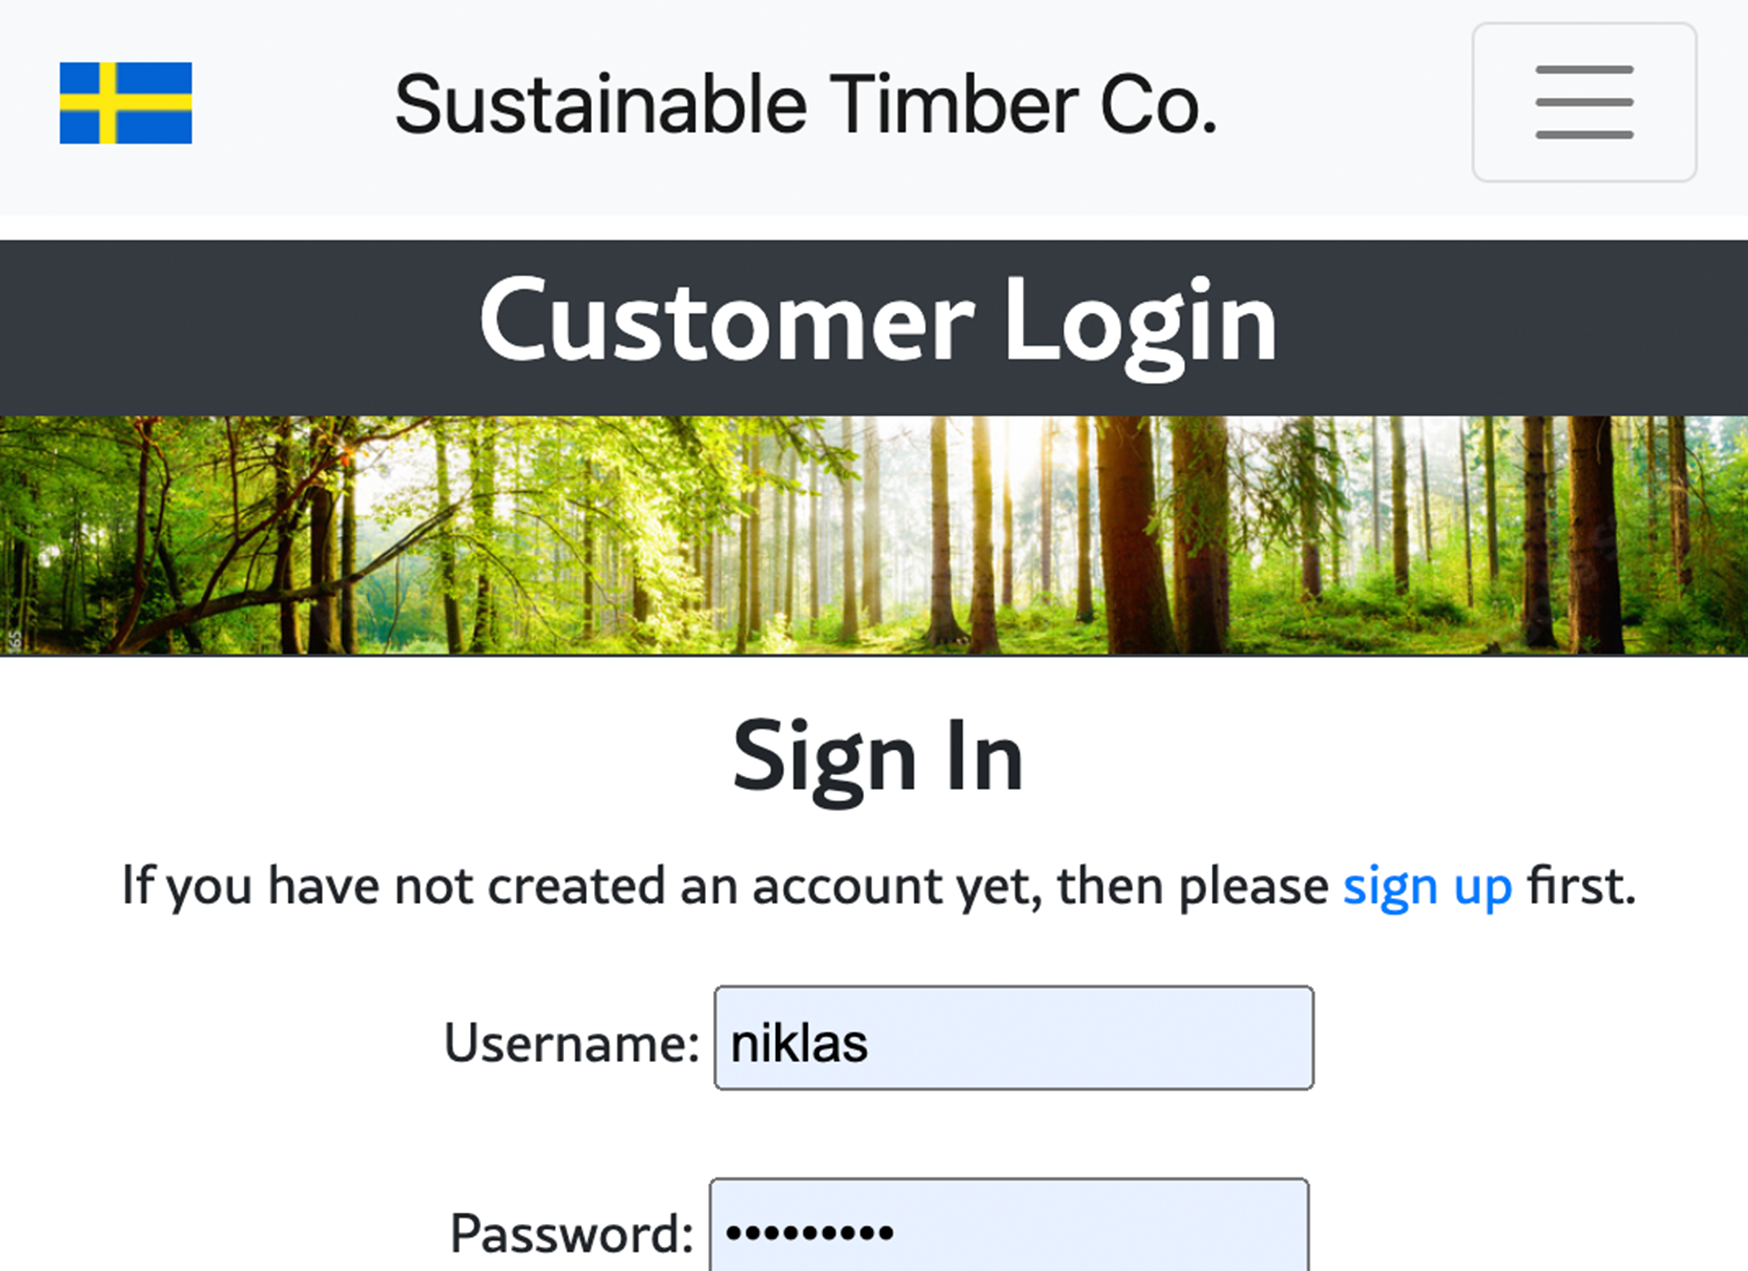 Sustainable Timber Co.
Customer Login
Sign In
If you have not created an account yet, then please sign up first.
Username: niklas
Password: •••••••••